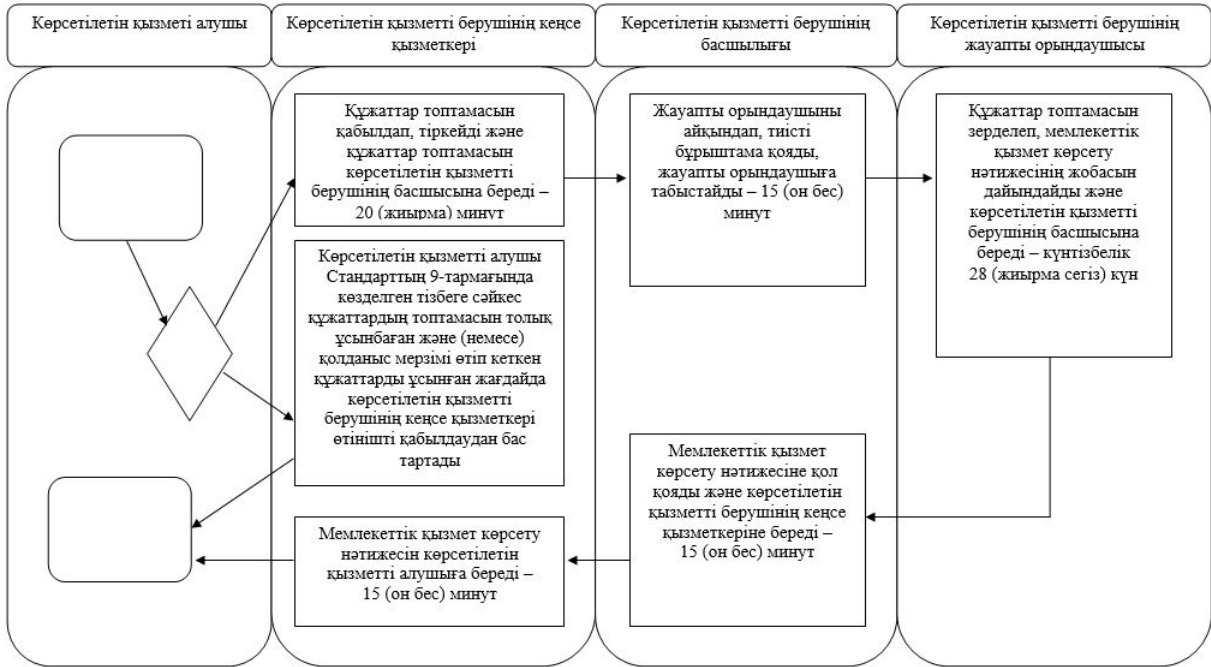 Көрсетілетін қызметі алушы
Көрсетілетін қызметті берушінің кеңсе
қызметкері
Көрсетілетін қызметті берушінің
басшылығы
Көрсетілетін қызметті берушінің
жауапты орындаушысы
Құжаттар топтамасын
қабылдап, тіркейді және
құжаттар топтамасын
көрсетілетін қызметті
берушінің басшысына береді –
20 (жиырма) минут
Жауапты орындаушыны
айқындап, тиісті
бұрыштама қояды,
жауапты орындаушыға
табыстайды – 15 (он бес)
минут
Құжаттар топтамасын
зерделеп, мемлекеттік
қызмет көрсету
нәтижесінің жобасын
дайындайды және
көрсетілетін қызметті
берушінің басшысына
береді – күнтізбелік
28 (жиырма сегіз) күн
Көрсетілетін қызметті алушы
Стандарттың 9-тармағында
көзделген тізбеге сәйкес
құжаттардың топтамасын толық
ұсынбаған және (немесе)
қолданыс мерзімі өтіп кеткен
құжаттарды ұсынған жағдайда
көрсетілетін қызметті
берушінің кеңсе қызметкері
өтінішті қабылдаудан бас
тартады
Мемлекеттік қызмет
көрсету нәтижесіне қол
қояды және көрсетілетін
қызметті берушінің кеңсе
қызметкеріне береді –
15 (он бес) минут
Мемлекеттік қызмет көрсету
нәтижесін көрсетілетін
қызметті алушыға береді –
15 (он бес) минут